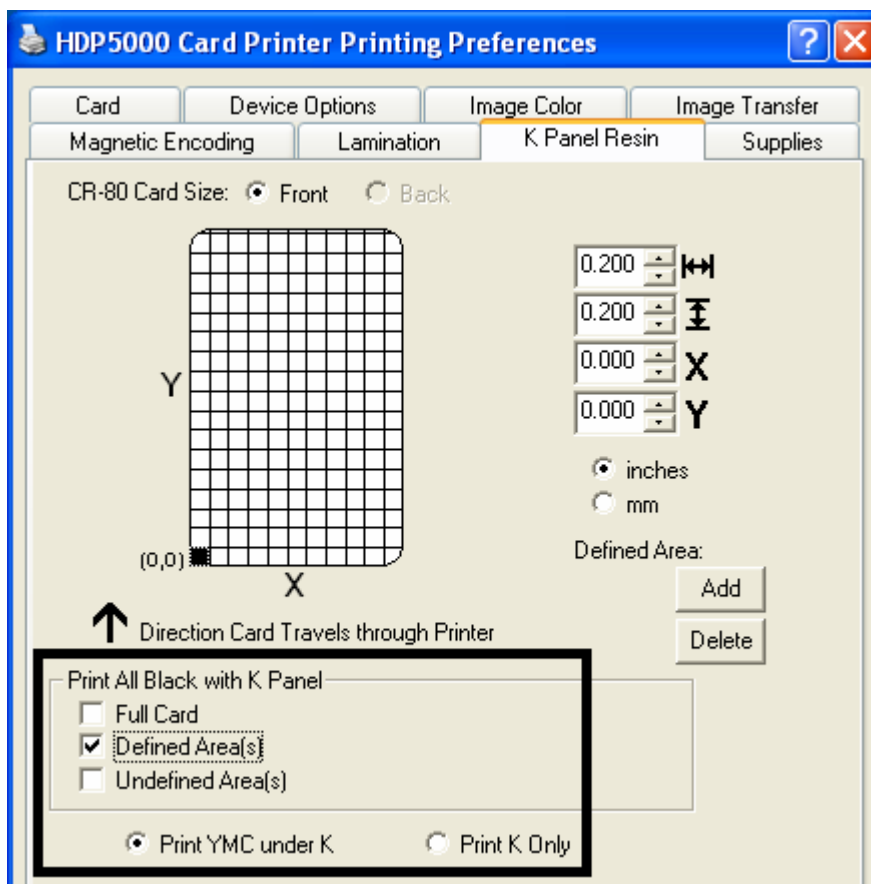 HDP5000 Card Printer Printing Preferences
Card Device Options Image Color Image Transfer
Magnetic Encoding Lamination K Panel Resin Supplies
CR-80 Card Size: Front Back
0.200
0.200
0.000 X
Y
0.000 Y
inches
mm
(0,0)
Defined Area:
X
Add
Direction Card Travels through Printer
Delete
Print All Black with K Panel
Full Card
Defined Area(s)
Undefined Area(s)
Print YMC under K Print K Only